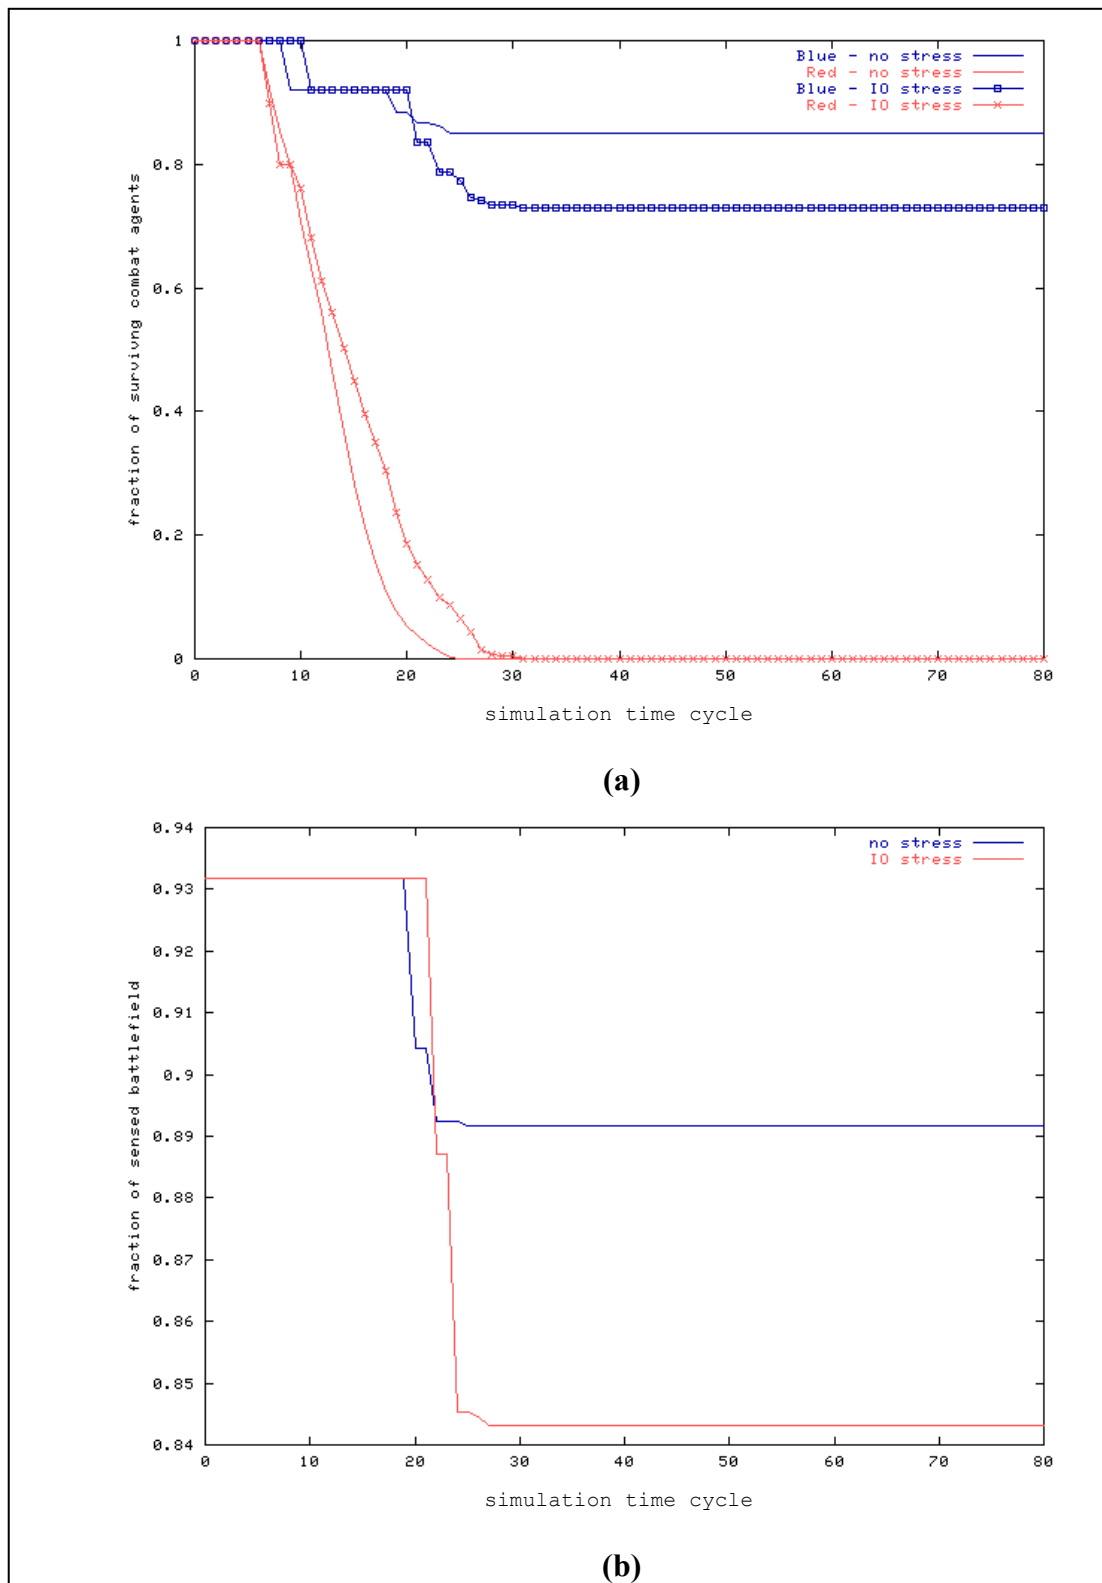 1
0.8
0.6
0.4
0.2
0
fraction of survivng combat agents
Blue - no stress
Red - no stress
Blue - IO stress
Red - IO stress
0 10 20 30 40 50 60 70 80
simulation time cycle
(a)
0.94
0.93
0.92
0.91
0.9
0.89
0.88
0.87
0.86
0.85
0.84
fraction of sensed battlefield
no stress
IO stress
0 10 20 30 40 50 60 70 80
simulation time cycle
(b)